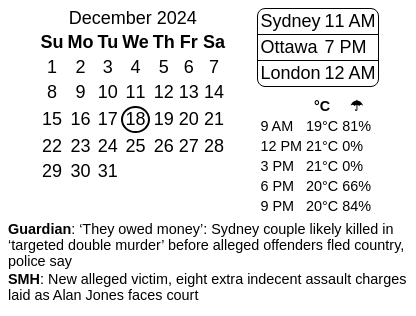 December 2024
Su Mo Tu We Th Fr Sa
1 2 3 4 5 6 7
8 9 10 11 12 13 14
15 16 17 18 19 20 21
22 23 24 25 26 27 28
29 30 31
Sydney 11 AM
Ottawa 7 PM
London 12 AM
°C ☂
9 AM 19°C 81%
12 PM 21°C 0%
3 PM 21°C 0%
6 PM 20°C 66%
9 PM 20°C 84%
Guardian: ‘They owed money’: Sydney couple likely killed in
‘targeted double murder’ before alleged offenders fled country,
police say
SMH: New alleged victim, eight extra indecent assault charges
laid as Alan Jones faces court